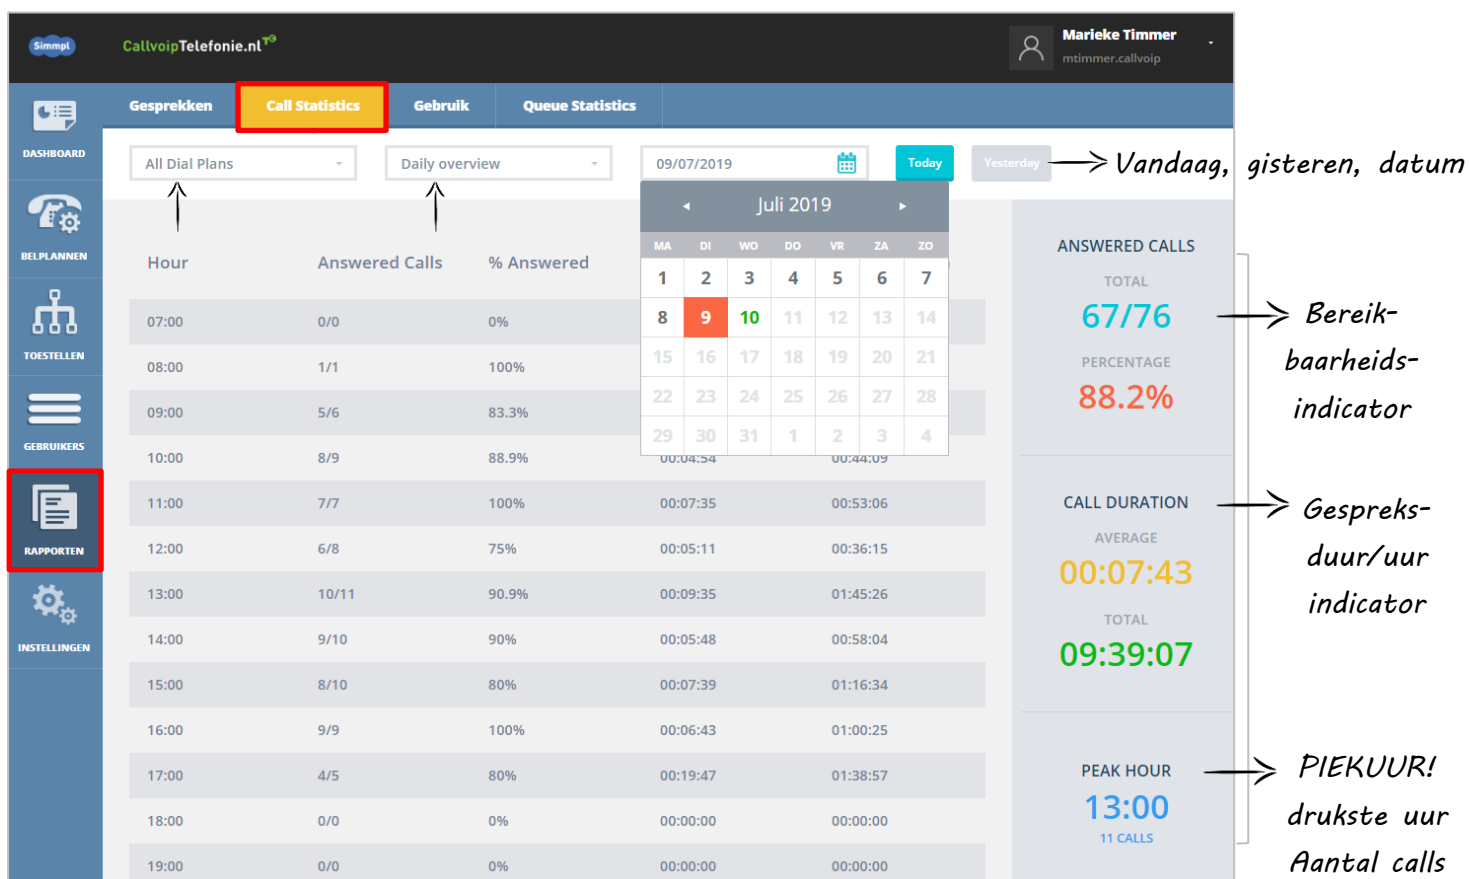 Simmpl
CallvoipTelefonie.nl
Marieke Timmer
mtimmer.callvoip
Gesprekken Call Statistics Gebruik Queue Statistics
DASHBOARD
BELPLANNEN
TOESTELLEN
GEBRUIKERS
RAPPORTEN
INSTELLINGEN
All Dial Plans Daily overview 09/07/2019 Today Yesterday
Vandaag, gisteren, datum
Juli 2019
MA DI WO DO VR ZA ZO
1 2 3 4 5 6 7
8 9 10 11 12 13 14
15 16 17 18 19 20 21
22 23 24 25 26 27 28
29 30 31 1 2 3 4
Hour Answered Calls % Answered
07:00 0/0 0%
08:00 1/1 100%
09:00 5/6 83.3%
10:00 8/9 88.9% 00:04:54 00:44:09
11:00 7/7 100% 00:07:35 00:53:06
12:00 6/8 75% 00:05:11 00:36:15
13:00 10/11 90.9% 00:09:35 01:45:26
14:00 9/10 90% 00:05:48 00:58:04
15:00 8/10 80% 00:07:39 01:16:34
16:00 9/9 100% 00:06:43 01:00:25
17:00 4/5 80% 00:19:47 01:38:57
18:00 0/0 0% 00:00:00 00:00:00
19:00 0/0 0% 00:00:00 00:00:00
ANSWERED CALLS
TOTAL
67/76
PERCENTAGE
88.2%
CALL DURATION
AVERAGE
00:07:43
TOTAL
09:39:07
PEAK HOUR
13:00
11 CALLS
Bereik-
baarheids-
indicator
Gespreks-
duur/uur
indicator
PIEKUUR!
drukste uur
Aantal calls